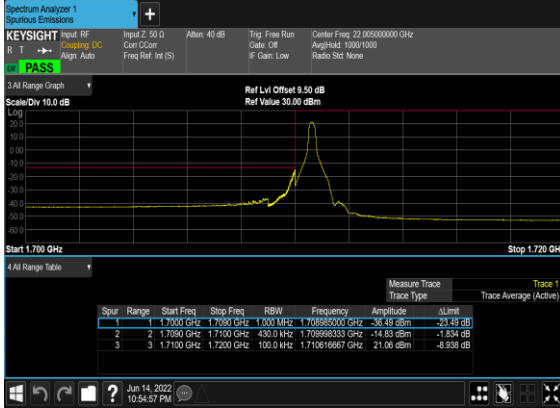 Spectrum Analyzer 1
Spurious Emissions
+
KEYSIGHT Input: RF Input Z: 50 Ω Atten: 40 dB Trig: Free Run Center Freq: 22.005000000 GHz
R T Coupling: DC Corr CCorr Gate: Off Avg|Hold: 1000/1000
Align: Auto Freq Ref: Int (S) IF Gain: Low Radio Std: None
LXI PASS
3 All Range Graph
Ref Lvl Offset 9.50 dB
Scale/Div 10.0 dB Ref Value 30.00 dBm
Log
20.0
10.0
0.00
-10.0
-20.0
-30.0
-40.0
-50.0
-60.0
Start 1.700 GHz Stop 1.720 GHz
4 All Range Table
Measure Trace Trace 1
Trace Type Trace Average (Active)
Spur Range Start Freq Stop Freq RBW Frequency Amplitude ΔLimit
1 1 1.7000 GHz 1.7090 GHz 1.000 MHz 1.708985000 GHz -36.49 dBm -23.49 dB
2 2 1.7090 GHz 1.7100 GHz 430.0 kHz 1.709998333 GHz -14.83 dBm -1.834 dB
3 3 1.7100 GHz 1.7200 GHz 100.0 kHz 1.710616667 GHz 21.06 dBm -8.938 dB
? Jun 14, 2022
10:54:57 PM